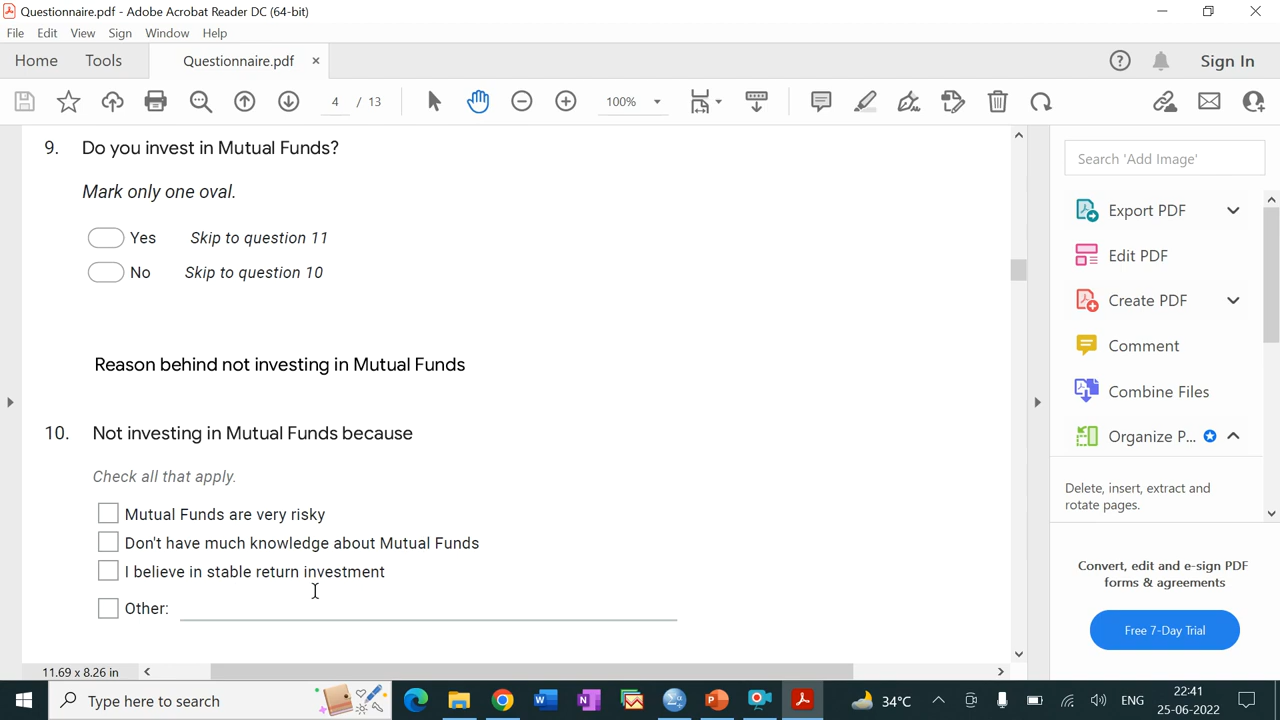 Questionnaire.pdf - Adobe Acrobat Reader DC (64-bit)
File Edit View Sign Window Help
Home Tools Questionnaire.pdf × Sign In
4 / 13 100%
9. Do you invest in Mutual Funds?
Mark only one oval.
Yes Skip to question 11
No Skip to question 10
Reason behind not investing in Mutual Funds
10. Not investing in Mutual Funds because
Check all that apply.
Mutual Funds are very risky
Don't have much knowledge about Mutual Funds
I believe in stable return investment
Other:
11.69 x 8.26 in
Search 'Add Image'
Export PDF
Edit PDF
Create PDF
Comment
Combine Files
Organize P...
Delete, insert, extract and
rotate pages.
Convert, edit and e-sign PDF
forms & agreements
Free 7-Day Trial
Type here to search
34°C
ENG
22:41
25-06-2022